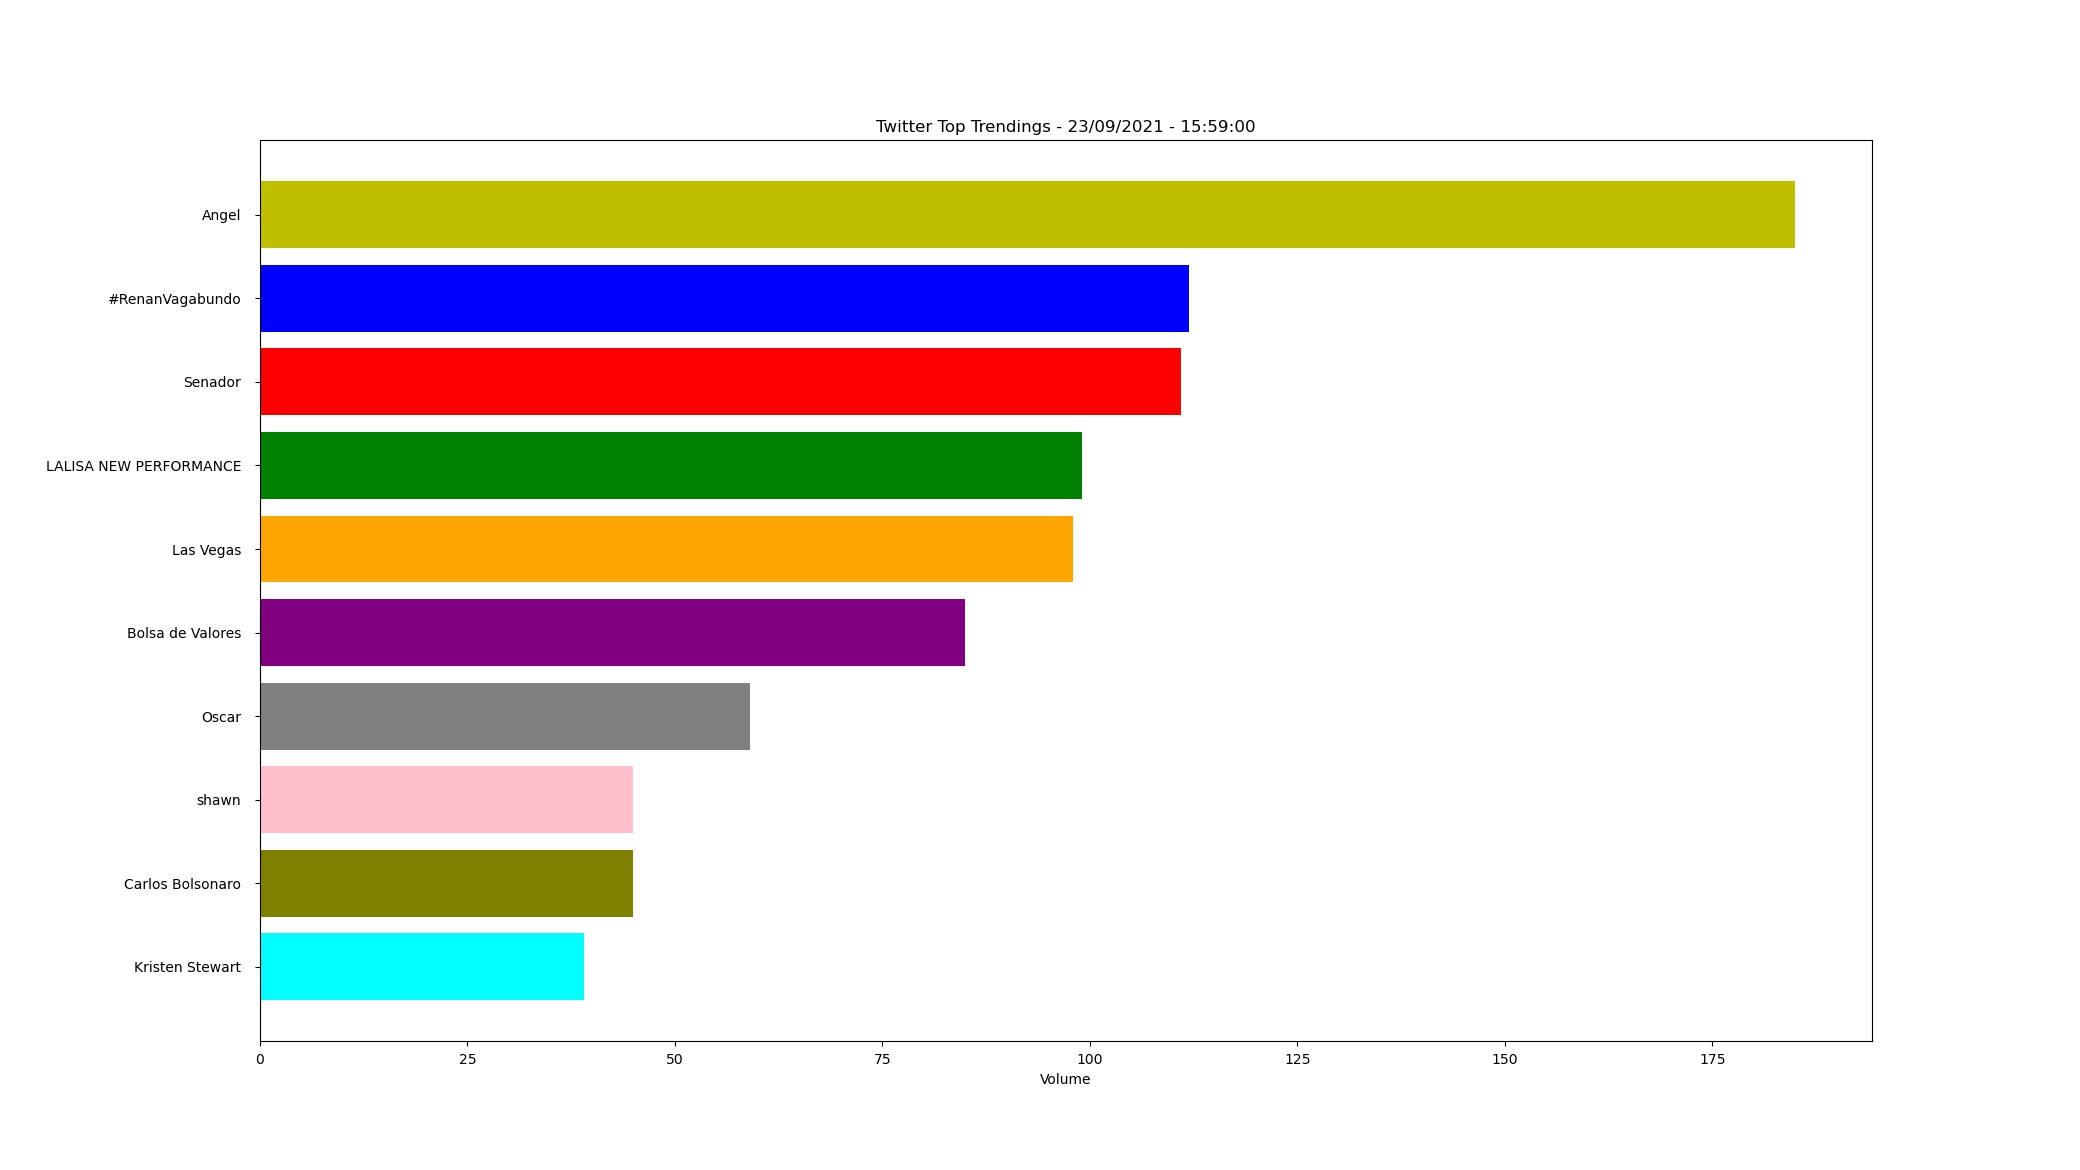 Twitter Top Trendings - 23/09/2021 - 15:59:00
Angel
#RenanVagabundo
Senador
LALISA NEW PERFORMANCE
Las Vegas
Bolsa de Valores
Oscar
shawn
Carlos Bolsonaro
Kristen Stewart
0 25 50 75 100 125 150 175
Volume